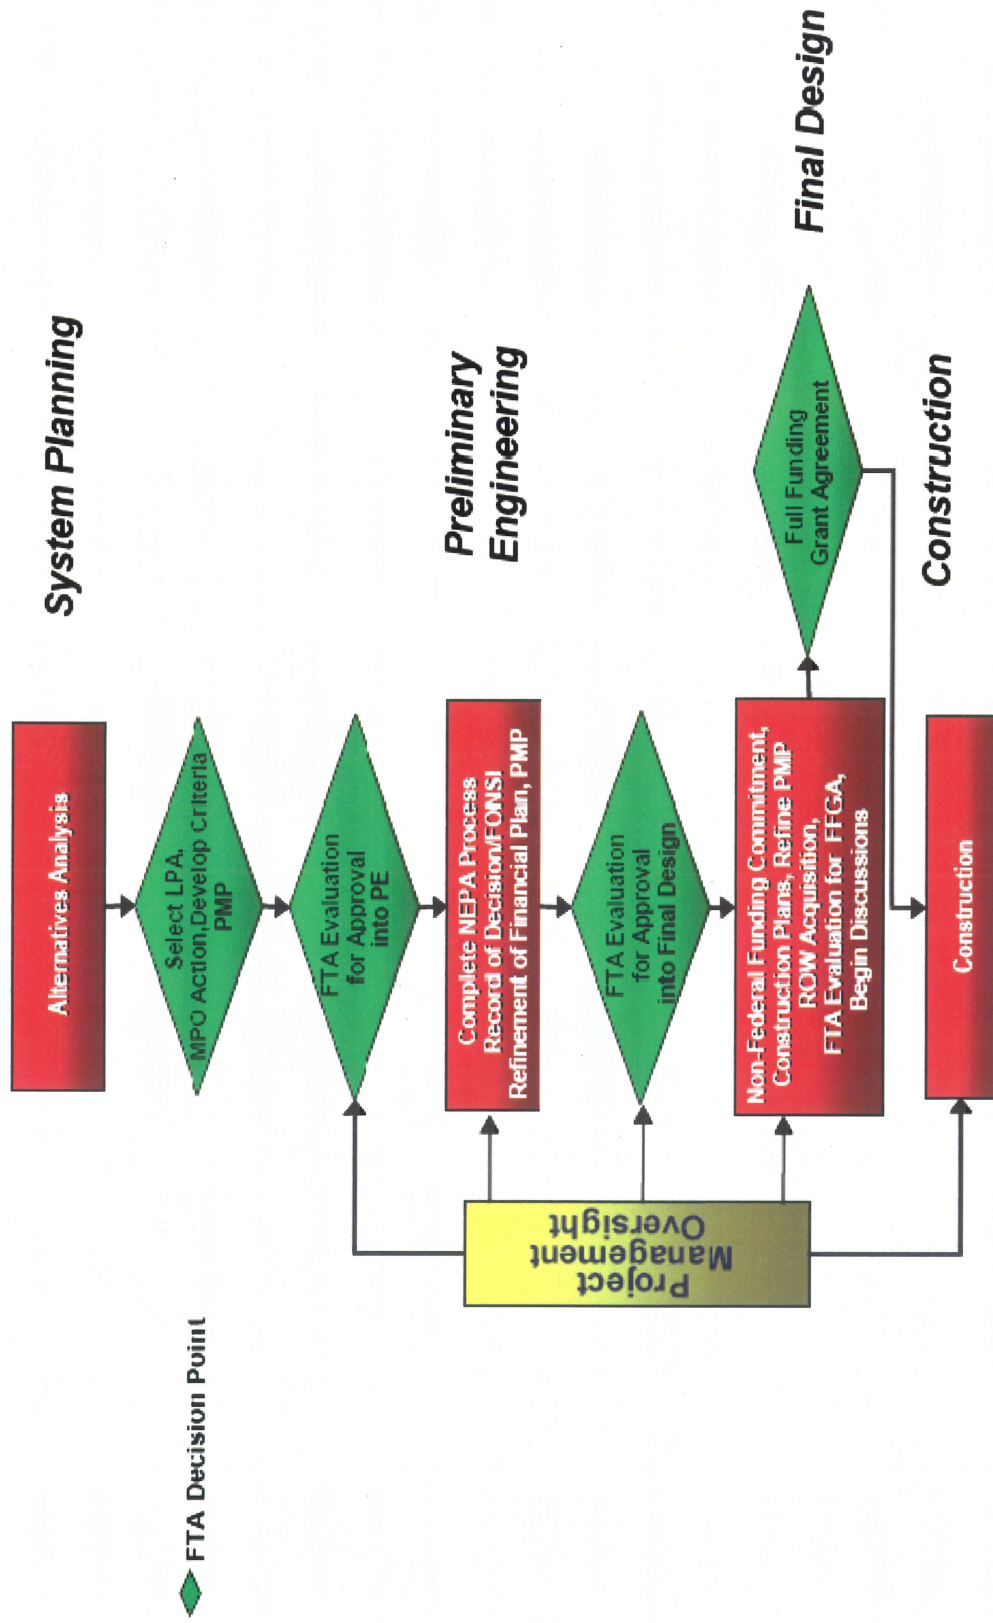 System Planning
Alternatives Analysis
Select LPA,
MPO Action,Develop Criteria
PMP
FTA Decision Point
FTA Evaluation
for Approval
into PE
Preliminary
Engineering
Complete NEPA Process
Record of Decision/FONSI
Refinement of Financial Plan, PMP
Project
Management
Oversight
FTA Evaluation
for Approval
into Final Design
Final Design
Non-Federal Funding Commitment,
Construction Plans, Refine PMP
ROW Acquisition,
FTA Evaluation for FFGA,
Begin Discussions
Full Funding
Grant Agreement
Construction
Construction